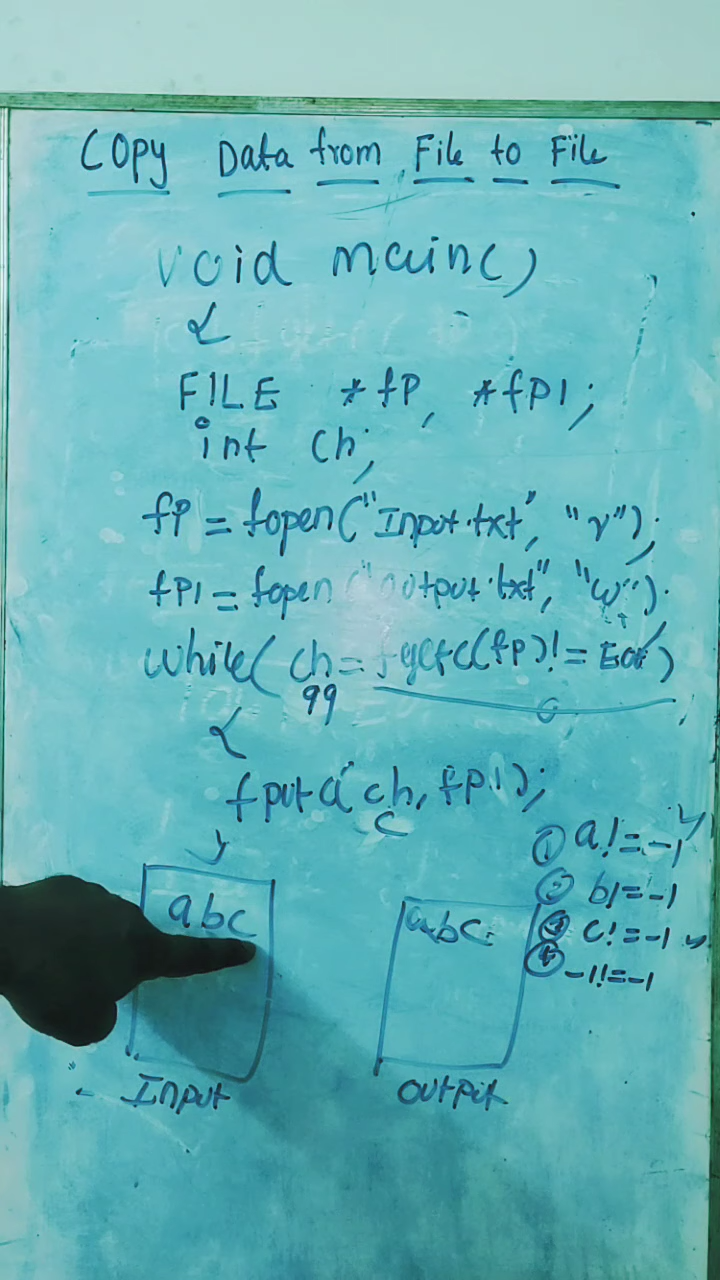 Copy Data from File to File
void main()
{
FILE *fp, *fp1;
int ch;
fp = fopen("Input.txt", "r");
fp1 = fopen("output.txt", "w");
while( ch = fgetc(fp)!= EOF)
99
{
fputc( ch, fp1);
c
}
① a!=-1
② b!=-1
③ c!=-1
④ -1!=-1
abc
abc
Input
output